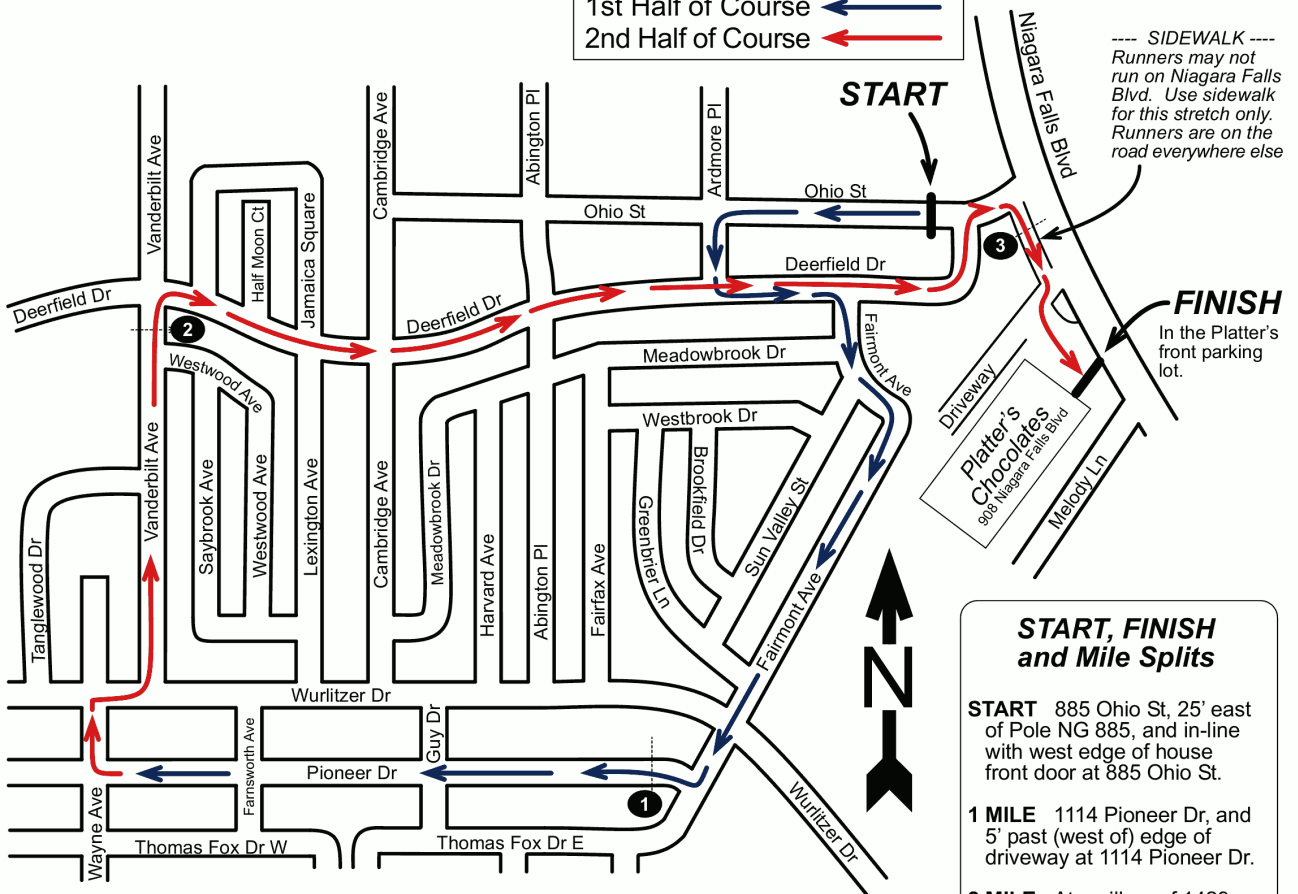 1st Half of Course
2nd Half of Course
Niagara Falls Blvd
---- SIDEWALK ----
Runners may not
run on Niagara Falls
Blvd. Use sidewalk
for this stretch only.
Runners are on the
road everywhere else
START
Vanderbilt Ave
Cambridge Ave
Abington Pl
Ardmore Pl
Ohio St
Ohio St
Half Moon Ct
Jamaica Square
Deerfield Dr
Deerfield Dr
Deerfield Dr
3
2
FINISH
In the Platter's
front parking
lot.
Westwood Ave
Meadowbrook Dr
Fairmont Ave
Westbrook Dr
Driveway
Platter's
Chocolates
908 Niagara Falls Blvd
Melody Ln
Vanderbilt Ave
Tanglewood Dr
Saybrook Ave
Westwood Ave
Lexington Ave
Cambridge Ave
Meadowbrook Dr
Harvard Ave
Abington Pl
Fairfax Ave
Greenbrier Ln
Brookfield Dr
Sun Valley St
Fairmont Ave
N
Wurlitzer Dr
Guy Dr
Farnsworth Ave
Pioneer Dr
1
Wayne Ave
Thomas Fox Dr W
Thomas Fox Dr E
Wurlitzer Dr
START, FINISH
and Mile Splits
START 885 Ohio St, 25' east
of Pole NG 885, and in-line
with west edge of house
front door at 885 Ohio St.
1 MILE 1114 Pioneer Dr, and
5' past (west of) edge of
driveway at 1114 Pioneer Dr.